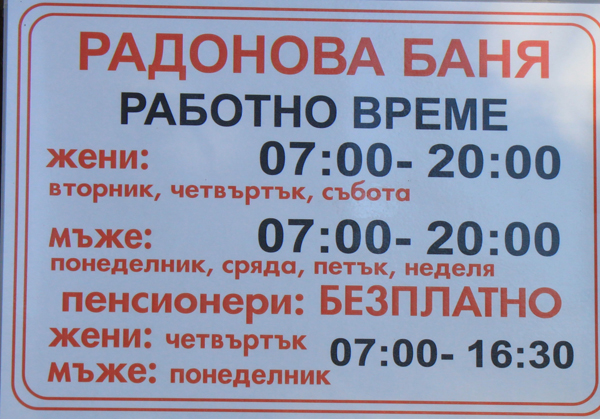 РАДОНОВА БАНЯ
РАБОТНО ВРЕМЕ
жени: 07:00- 20:00
вторник, четвъртък, събота
мъже: 07:00- 20:00
понеделник, сряда, петък, неделя
пенсионери: БЕЗПЛАТНО
жени: четвъртък 07:00- 16:30
мъже: понеделник